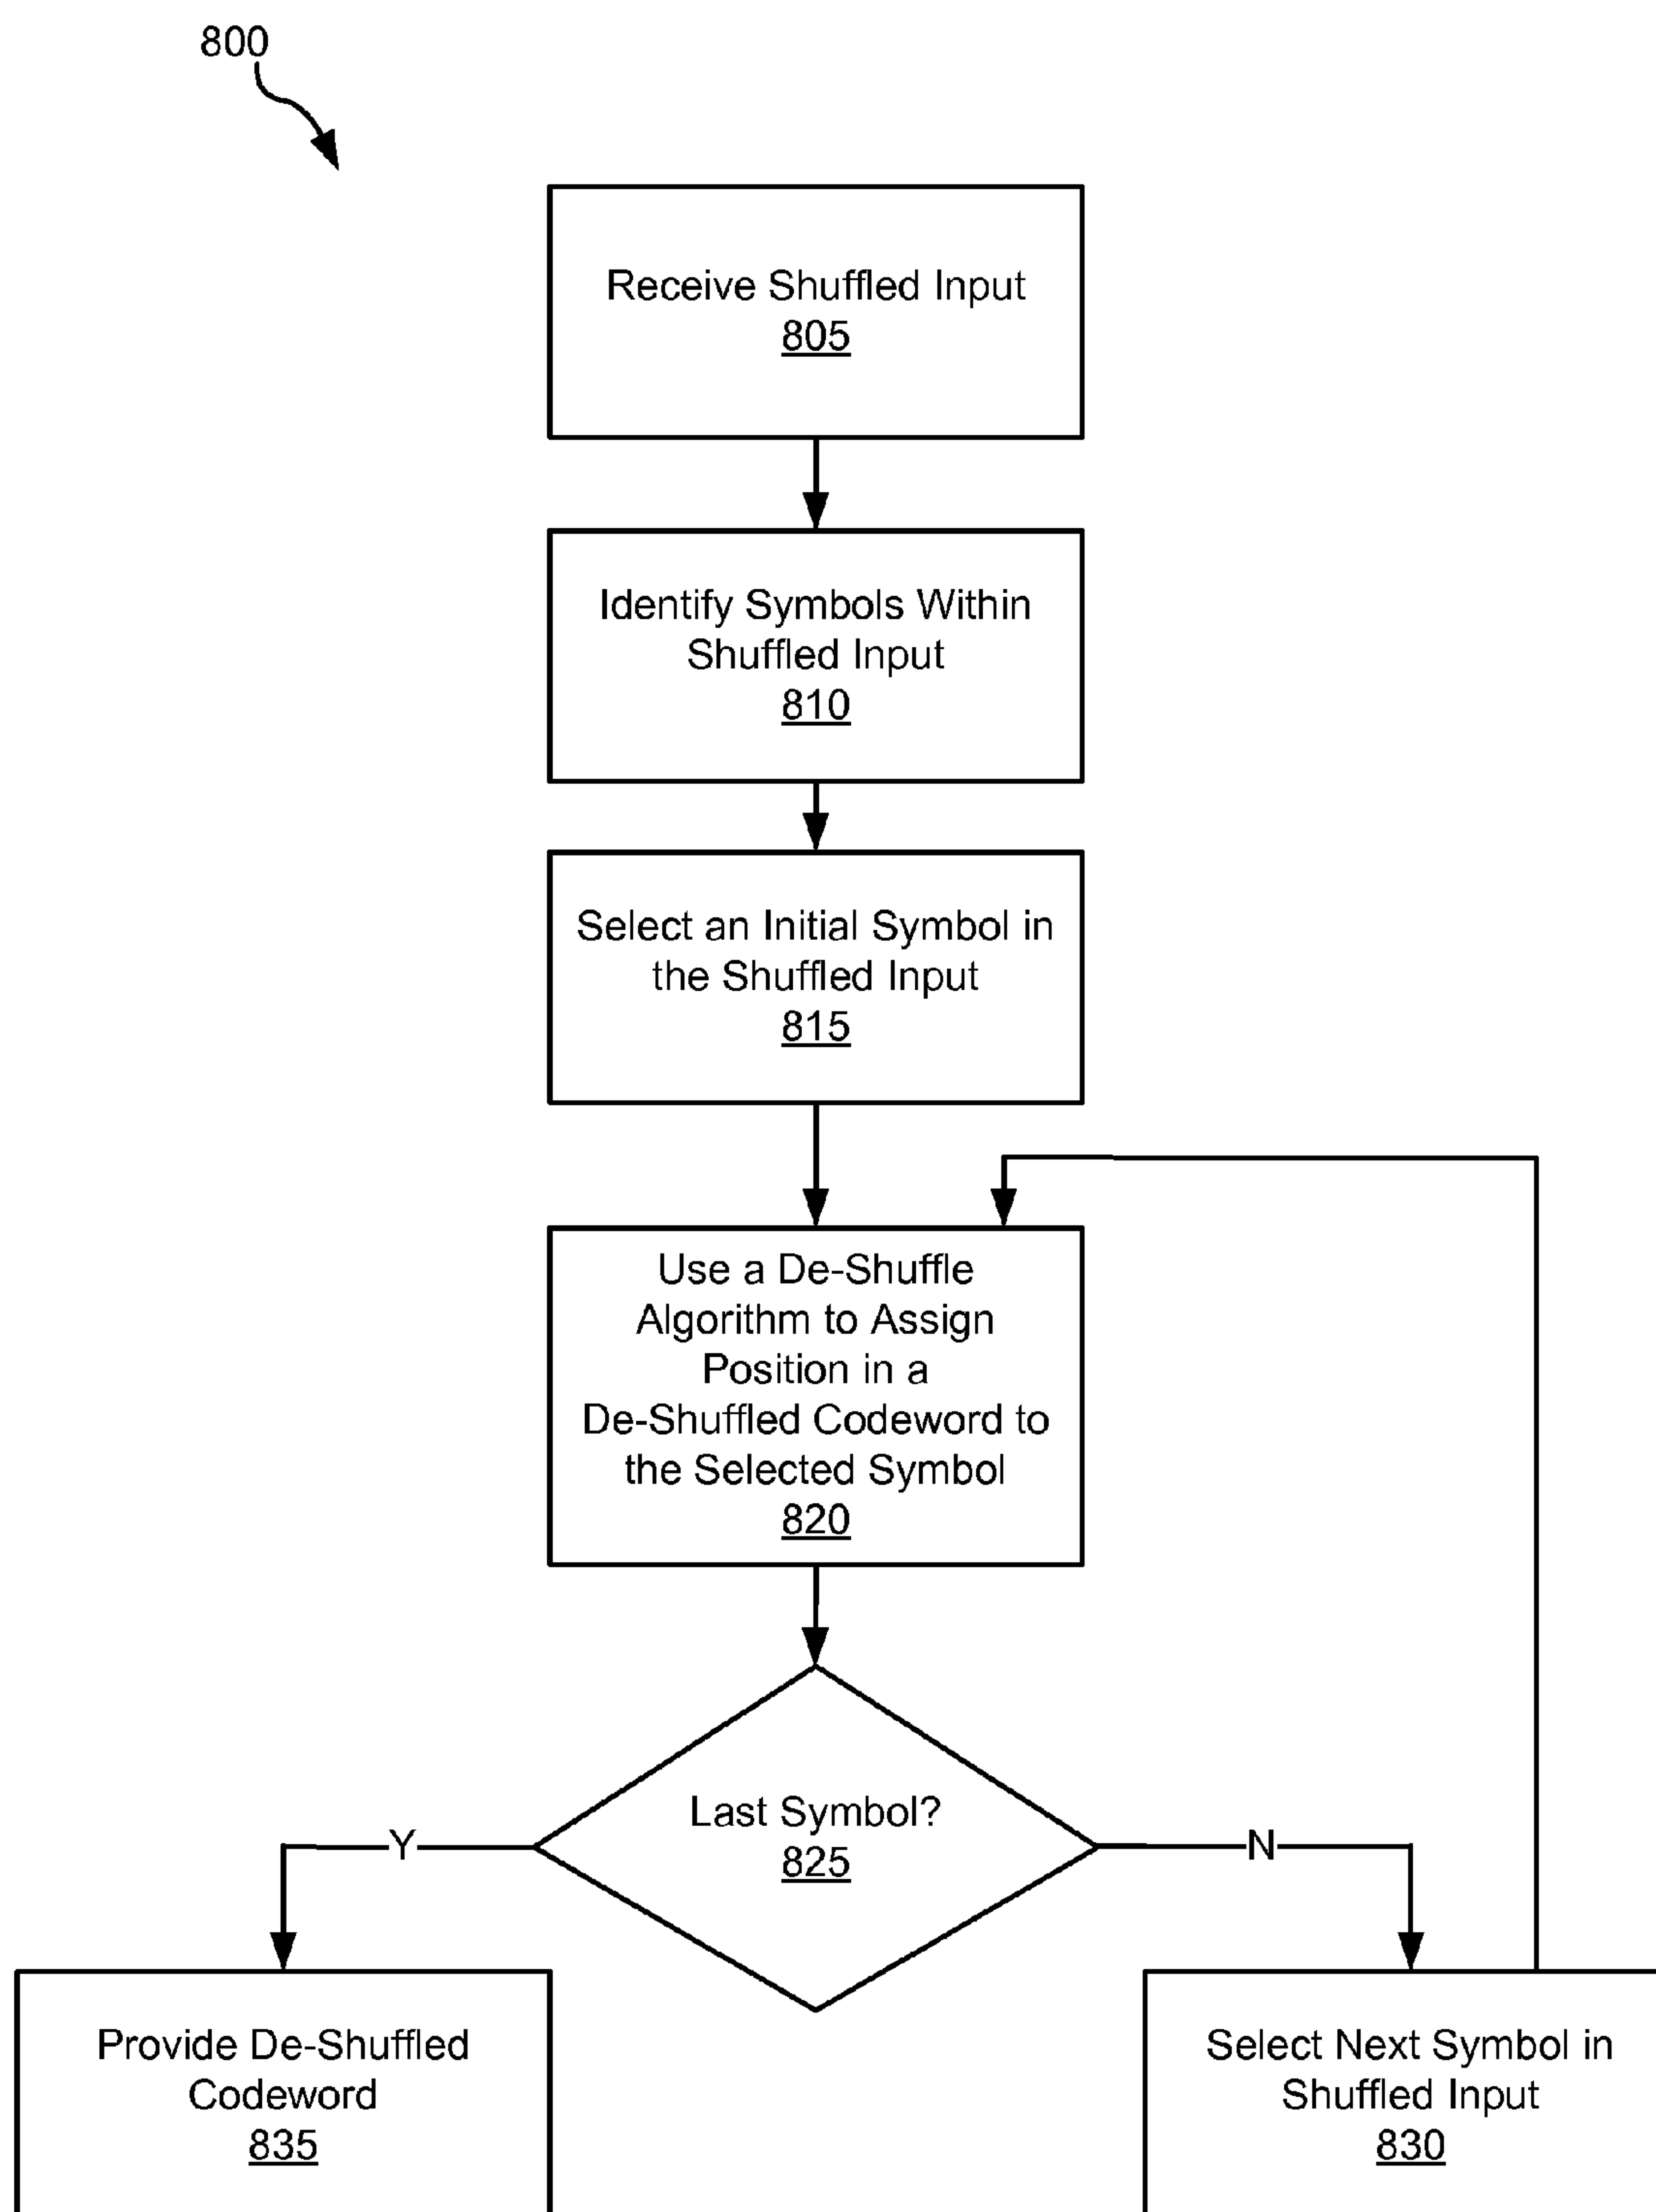 800
Receive Shuffled Input
805
Identify Symbols Within
Shuffled Input
810
Select an Initial Symbol in
the Shuffled Input
815
Use a De-Shuffle
Algorithm to Assign
Position in a
De-Shuffled Codeword to
the Selected Symbol
820
Last Symbol?
825
Y
N
Provide De-Shuffled
Codeword
835
Select Next Symbol in
Shuffled Input
830